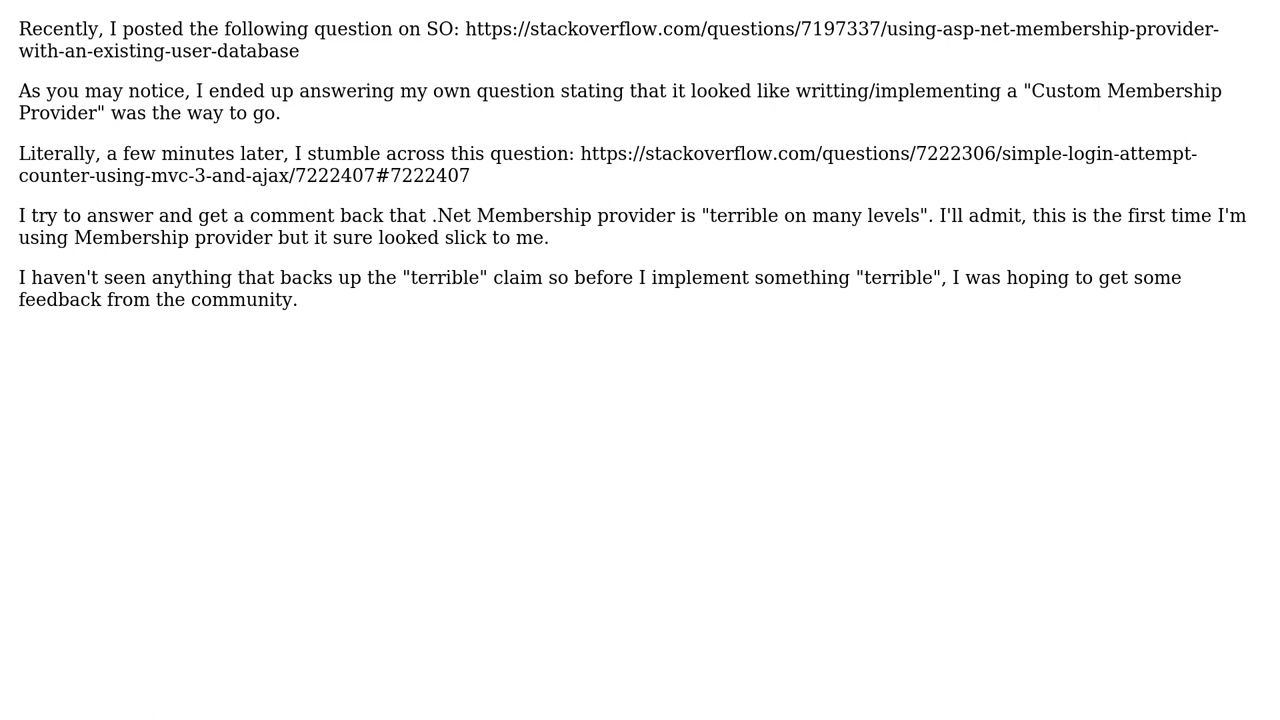 Recently, I posted the following question on SO: https://stackoverflow.com/questions/7197337/using-asp-net-membership-provider-
with-an-existing-user-database
As you may notice, I ended up answering my own question stating that it looked like writting/implementing a "Custom Membership
Provider" was the way to go.
Literally, a few minutes later, I stumble across this question: https://stackoverflow.com/questions/7222306/simple-login-attempt-
counter-using-mvc-3-and-ajax/7222407#7222407
I try to answer and get a comment back that .Net Membership provider is "terrible on many levels". I'll admit, this is the first time I'm
using Membership provider but it sure looked slick to me.
I haven't seen anything that backs up the "terrible" claim so before I implement something "terrible", I was hoping to get some
feedback from the community.